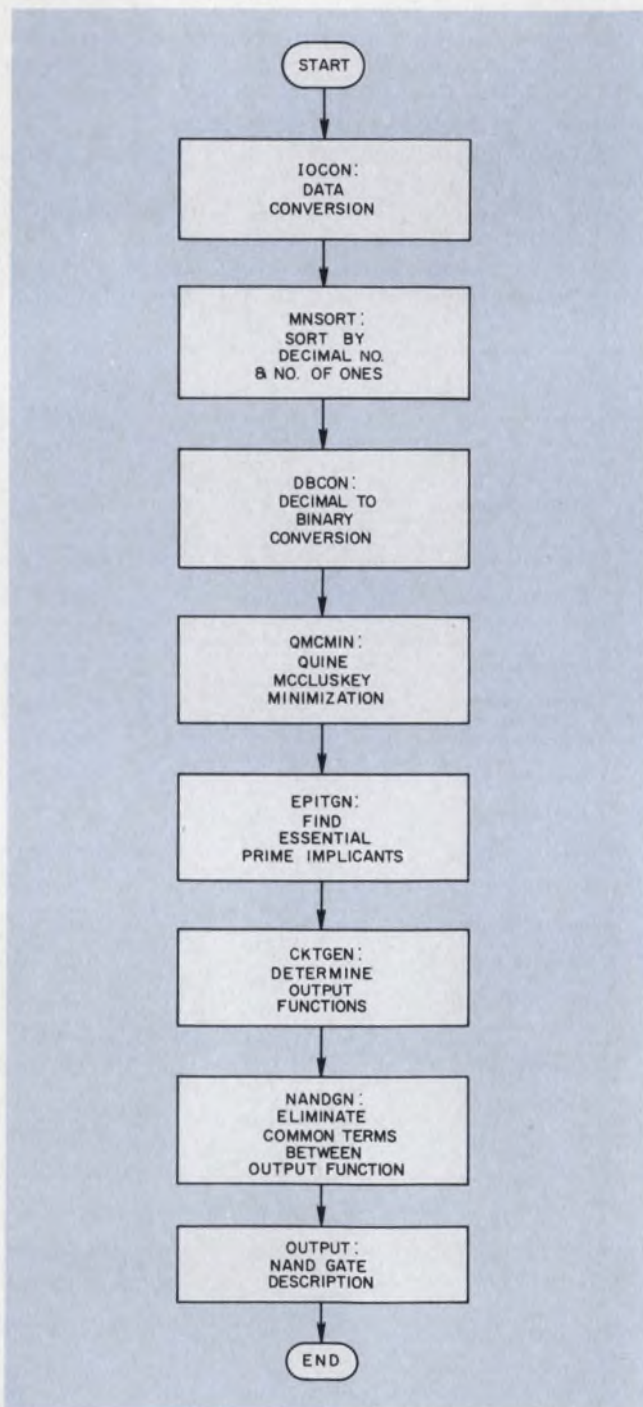 START
IOCON:
DATA
CONVERSION
MNSORT:
SORT BY
DECIMAL NO.
& NO. OF ONES
DBCON:
DECIMAL TO
BINARY
CONVERSION
QMCMIN:
QUINE
MCCLUSKEY
MINIMIZATION
EPITGN:
FIND
ESSENTIAL
PRIME IMPLICANTS
CKTGEN:
DETERMINE
OUTPUT
FUNCTIONS
NANDGN:
ELIMINATE
COMMON TERMS
BETWEEN
OUTPUT FUNCTION
OUTPUT:
NAND GATE
DESCRIPTION
END